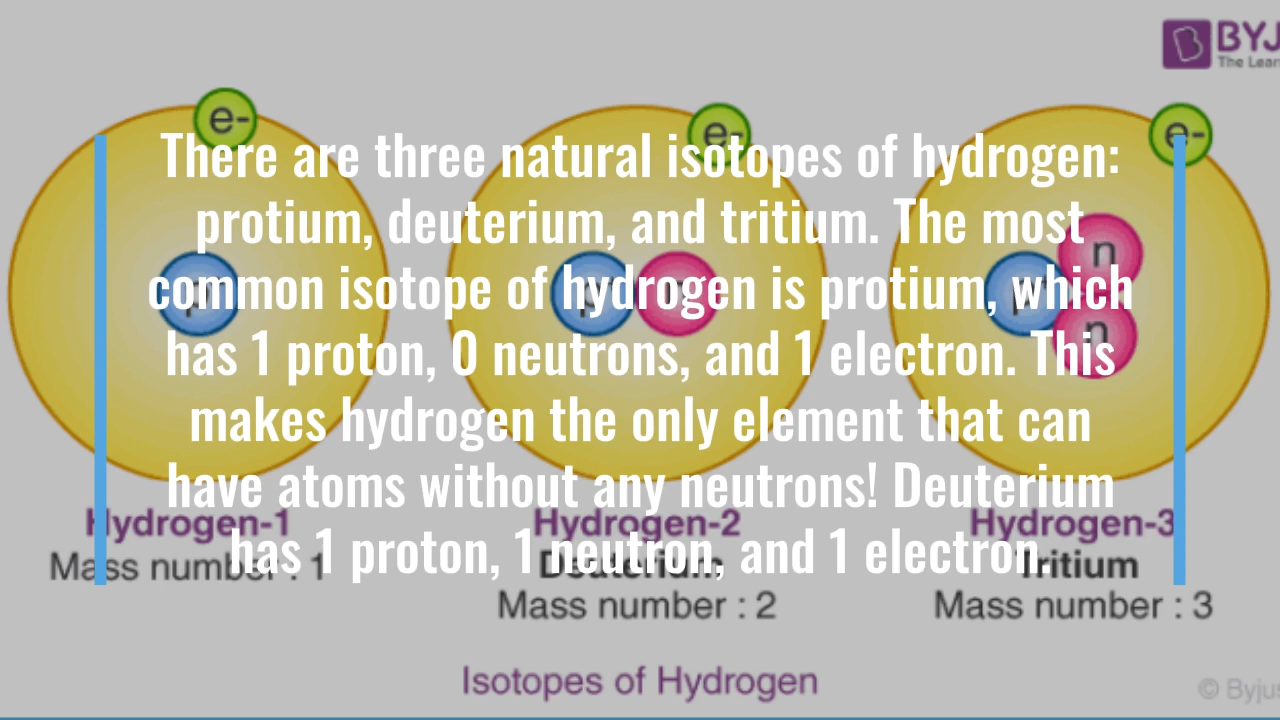 BYJ
The Lear
e-
e-
e-
There are three natural isotopes of hydrogen:
protium, deuterium, and tritium. The most
common isotope of hydrogen is protium, which
has 1 proton, 0 neutrons, and 1 electron. This
makes hydrogen the only element that can
have atoms without any neutrons! Deuterium
has 1 proton, 1 neutron, and 1 electron.
n
n
Hydrogen-1
Mass number : 1
Hydrogen-2
Deuterium
Mass number : 2
Hydrogen-3
Tritium
Mass number : 3
Isotopes of Hydrogen
© Byjus